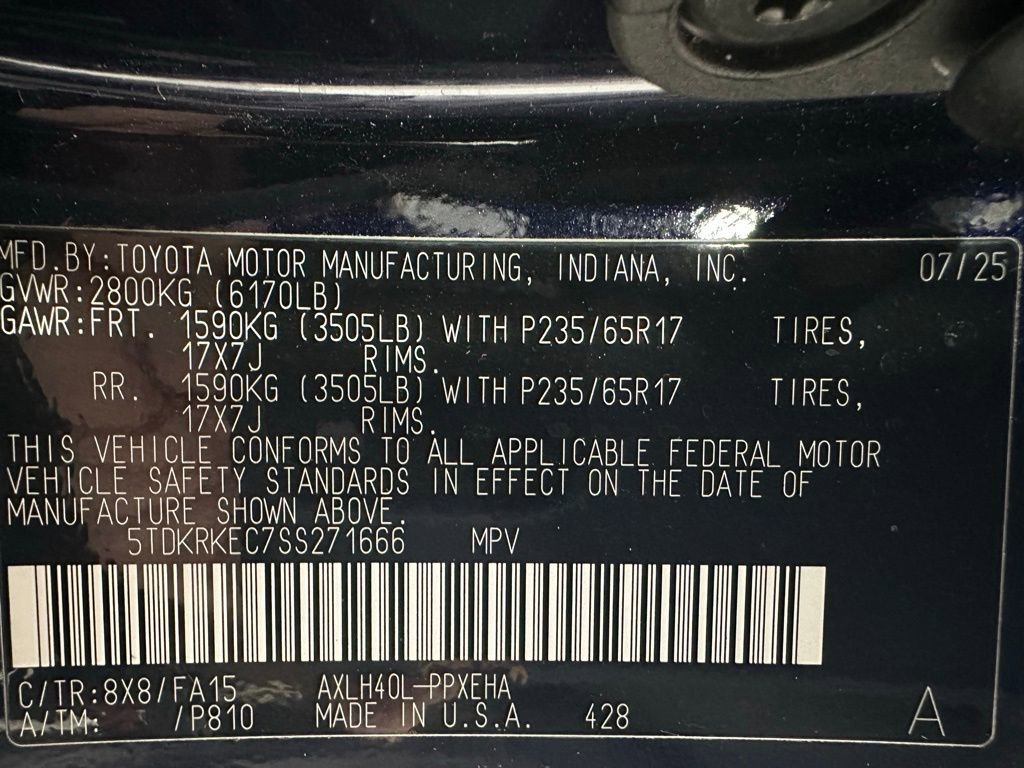 MFD.BY:TOYOTA MOTOR MANUFACTURING, INDIANA, INC. 07/25
GVWR:2800KG (6170LB)
GAWR:FRT. 1590KG (3505LB) WITH P235/65R17 TIRES,
17X7J RIMS.
RR. 1590KG (3505LB) WITH P235/65R17 TIRES,
17X7J RIMS.
THIS VEHICLE CONFORMS TO ALL APPLICABLE FEDERAL MOTOR
VEHICLE SAFETY STANDARDS IN EFFECT ON THE DATE OF
MANUFACTURE SHOWN ABOVE.
5TDKRKEC7SS271666 MPV
C/TR:8X8/FA15 AXLH40L-PPXEHA
A/TM: /P810 MADE IN U.S.A. 428 A